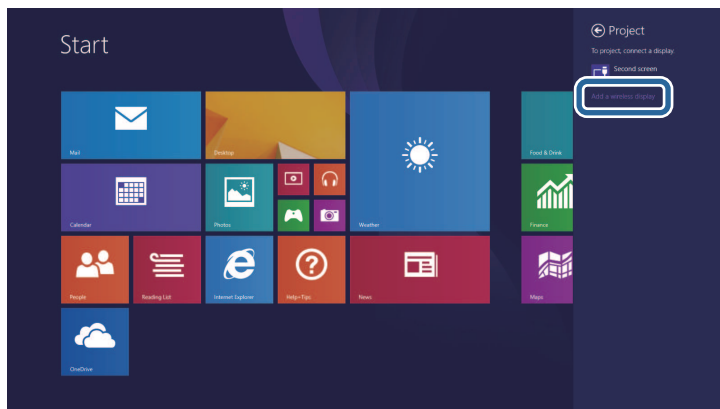 Start
Project
To project, connect a display.
Second screen
Add a wireless display
Mail
Desktop
Food & Drink
Calendar
Photos
Weather
Finance
People
Reading List
Internet Explorer
Help+Tips
News
Maps
OneDrive